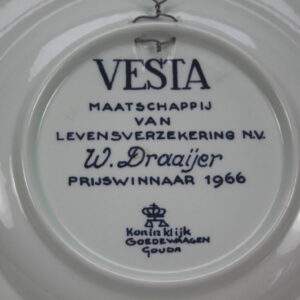 VESTA
MAATSCHAPPIJ
VAN
LEVENSVERZEKERING N.V.
W. Draaijer
PRIJSWINNAAR 1966
Koninklijk
GOEDEWAAGEN
GOUDA